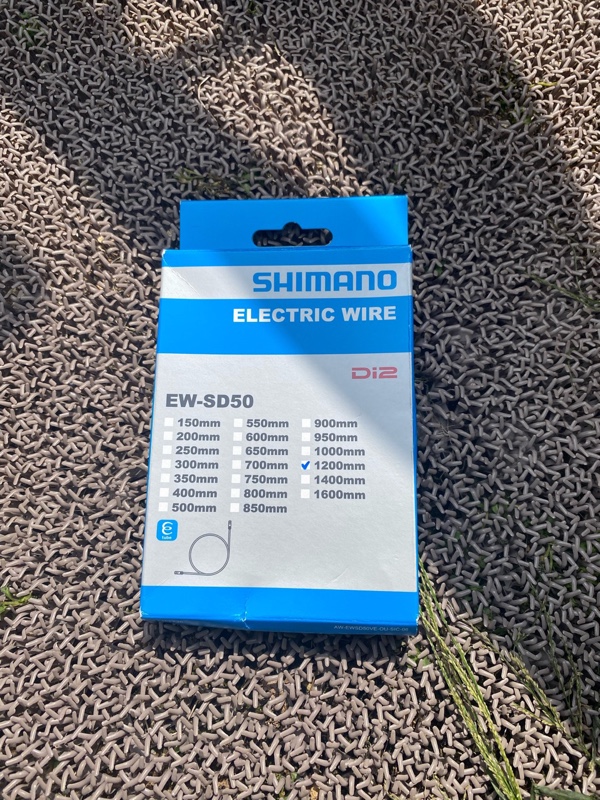 SHIMANO
ELECTRIC WIRE
Di2
EW-SD50
150mm 550mm 900mm
200mm 600mm 950mm
250mm 650mm 1000mm
300mm 700mm ✓ 1200mm
350mm 750mm 1400mm
400mm 800mm 1600mm
500mm 850mm
tube